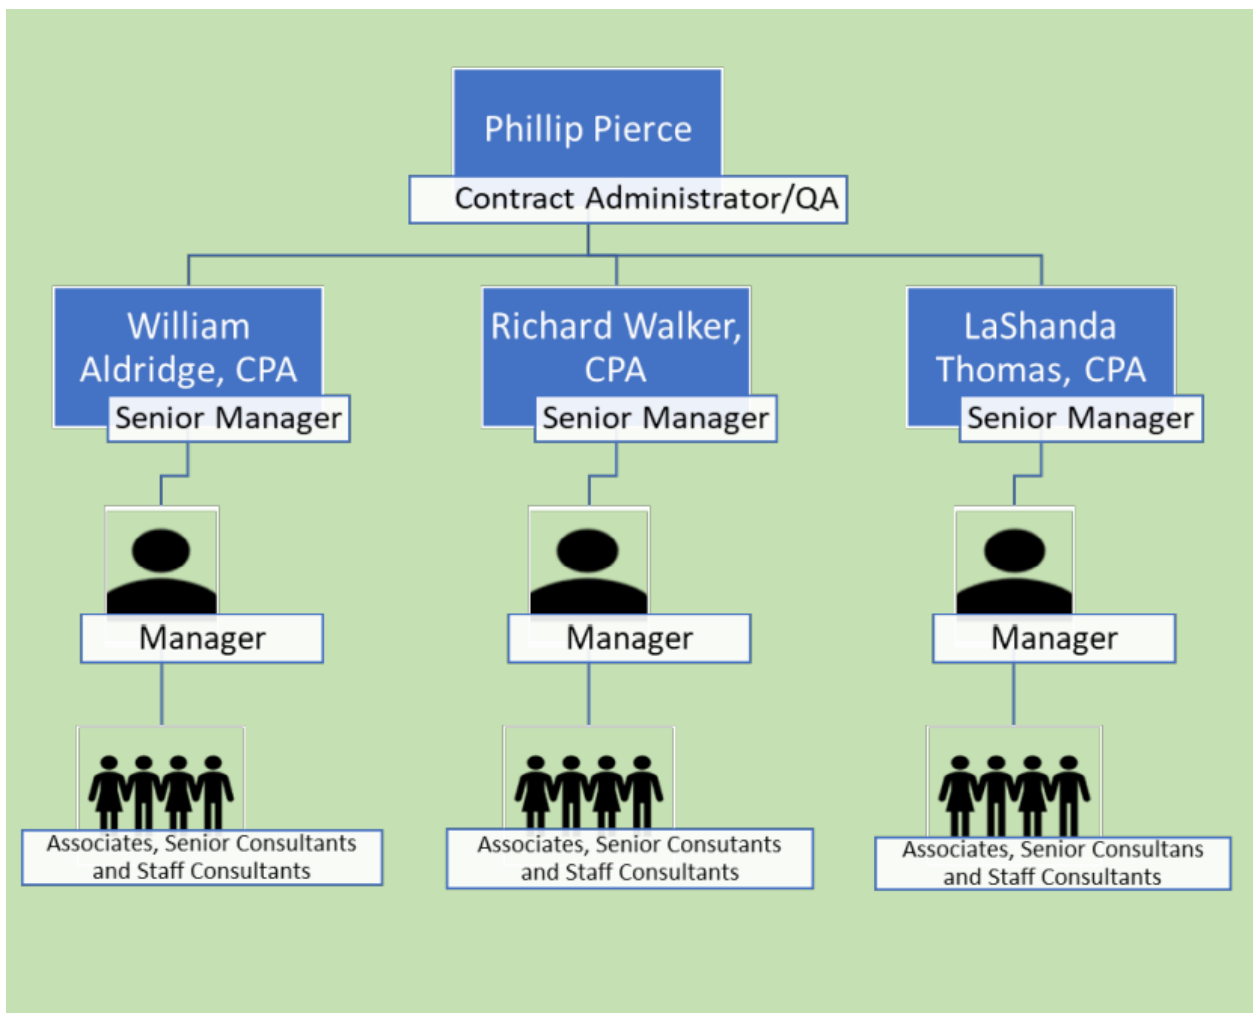 Phillip Pierce
Contract Administrator/QA
William
Aldridge, CPA
Senior Manager
Richard Walker,
CPA
Senior Manager
LaShanda
Thomas, CPA
Senior Manager
Manager
Manager
Manager
Associates, Senior Consultants
and Staff Consultants
Associates, Senior Consutants
and Staff Consultants
Associates, Senior Consultans
and Staff Consultants